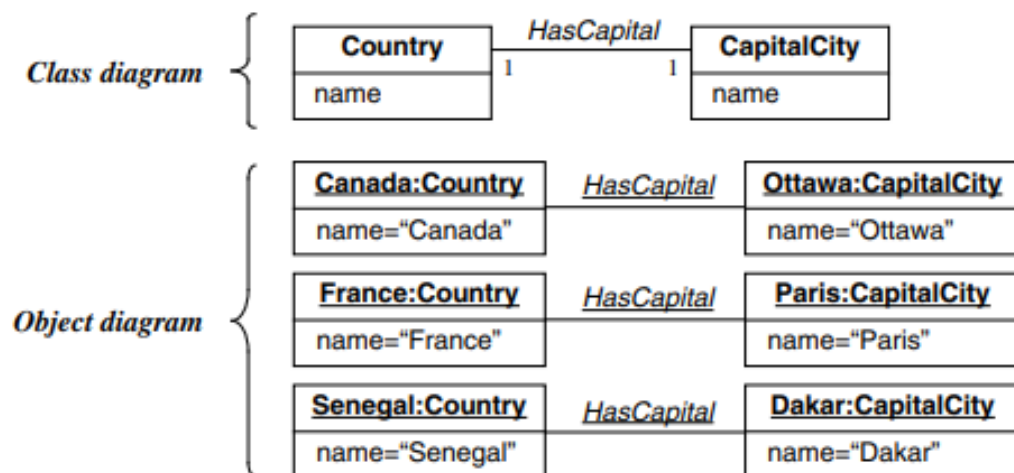 Class diagram
Country HasCapital CapitalCity
1 1
name name
Object diagram
Canada:Country HasCapital Ottawa:CapitalCity
name=“Canada” name=“Ottawa”
France:Country HasCapital Paris:CapitalCity
name=“France” name=“Paris”
Senegal:Country HasCapital Dakar:CapitalCity
name=“Senegal” name=“Dakar”